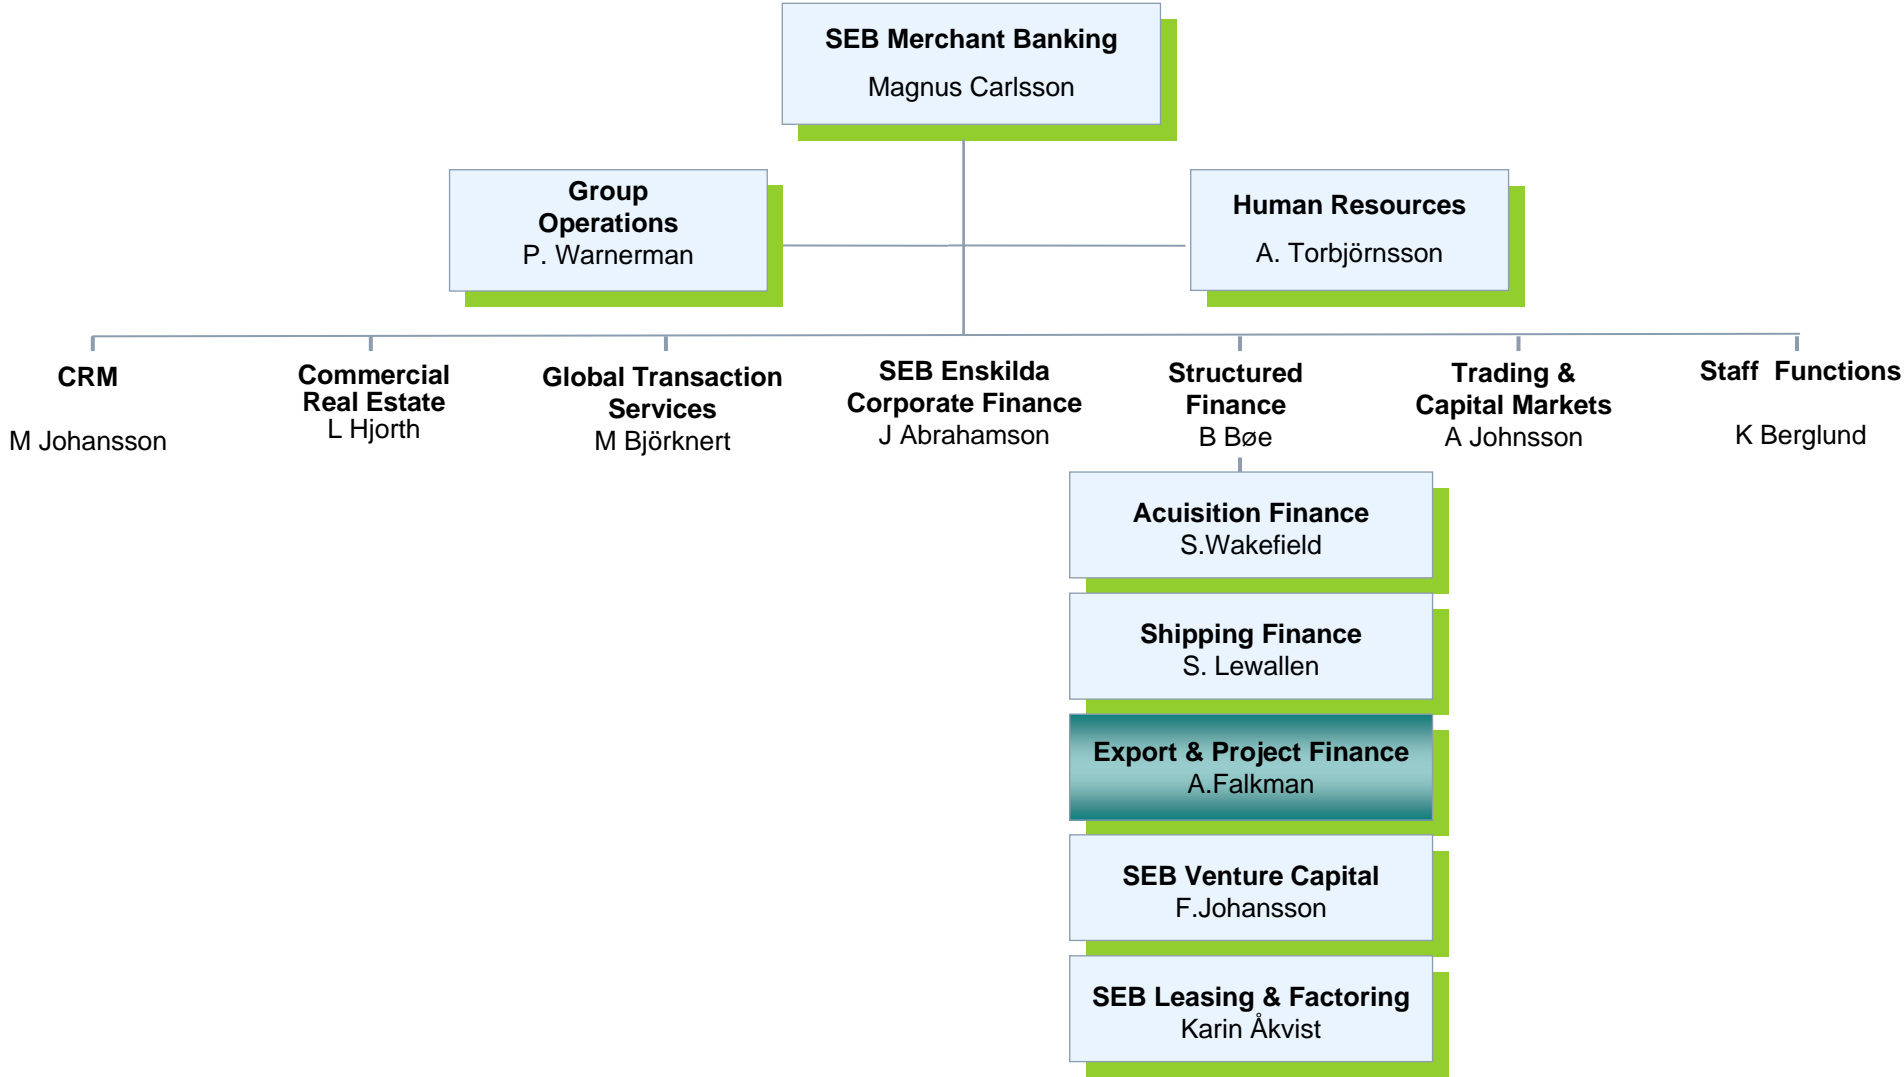 SEB Merchant Banking
Magnus Carlsson
Group
Operations
P. Warnerman
Human Resources
A. Torbjörnsson
CRM
M Johansson
Commercial
Real Estate
L Hjorth
Global Transaction
Services
M Björknert
SEB Enskilda
Corporate Finance
J Abrahamson
Structured
Finance
B Bøe
Trading &
Capital Markets
A Johnsson
Staff  Functions
K Berglund
Acuisition Finance
S.Wakefield
Shipping Finance
S. Lewallen
Export & Project Finance
A.Falkman
SEB Venture Capital
F.Johansson
SEB Leasing & Factoring
Karin Åkvist